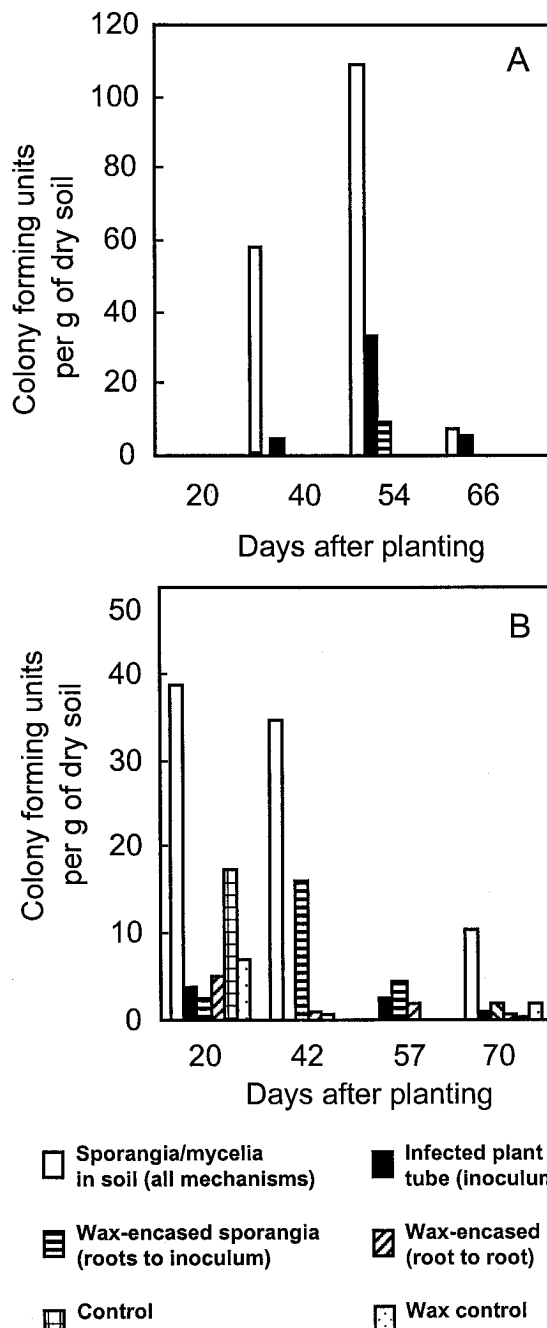 A
Colony forming units
per g of dry soil
120
100
80
60
40
20
0
20 40 54 66
Days after planting
B
Colony forming units
per g of dry soil
50
40
30
20
10
0
20 42 57 70
Days after planting
Sporangia/mycelia
in soil (all mechanisms)
Infected plant
tube (inoculum
Wax-encased sporangia
(roots to inoculum)
Wax-encased
(root to root)
Control
Wax control